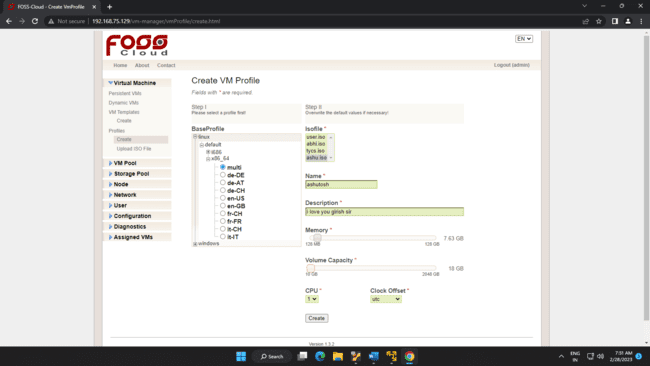 FOSS-Cloud - Create VmProfile
Not secure
192.168.75.129/vm-manager/vmProfile/create.html
FOSS
Cloud
EN
Home About Contact
Logout (admin)
Virtual Machine
Persistent VMs
Dynamic VMs
VM Templates
Create
Profiles
Create
Upload ISO File
VM Pool
Storage Pool
Node
Network
User
Configuration
Diagnostics
Assigned VMs
Create VM Profile
Fields with * are required.
Step I
Please select a profile first!
BaseProfile
linux
default
i686
x86_64
multi
de-DE
de-AT
de-CH
en-US
en-GB
fr-CH
fr-FR
it-CH
it-IT
windows
Step II
Overwrite the default values if necessary!
Isofile *
user.iso
abhi.iso
tycs.iso
ashu.iso
Name *
ashutosh
Description *
Memory *
7.63 GB
128 MB
128 GB
Volume Capacity *
10 GB
10 GB
2048 GB
CPU *
1
Clock Offset *
utc
Create
Version 1.3.2
Search
ENG
IN
7:51 AM
2/28/2023